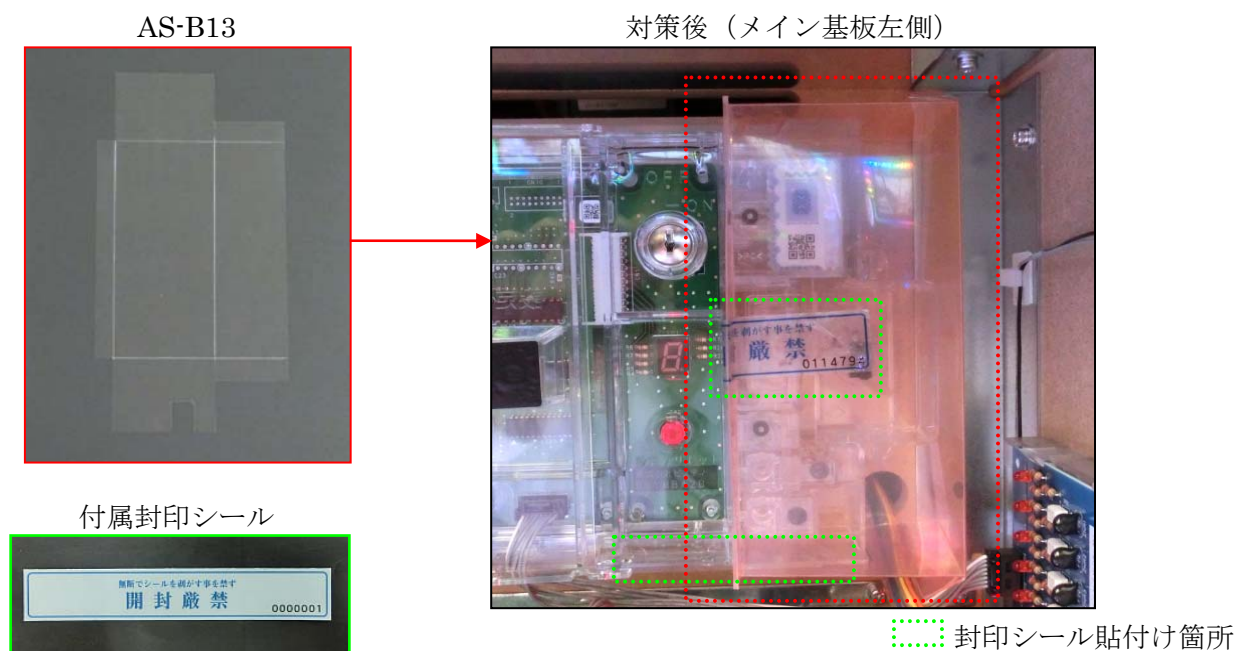 AS-B13
対策後（メイン基板左側）
ON
剥がす事を禁ず
厳禁
011479
付属封印シール
無断でシールを剥がす事を禁ず
開封厳禁
0000001
封印シール貼付け箇所